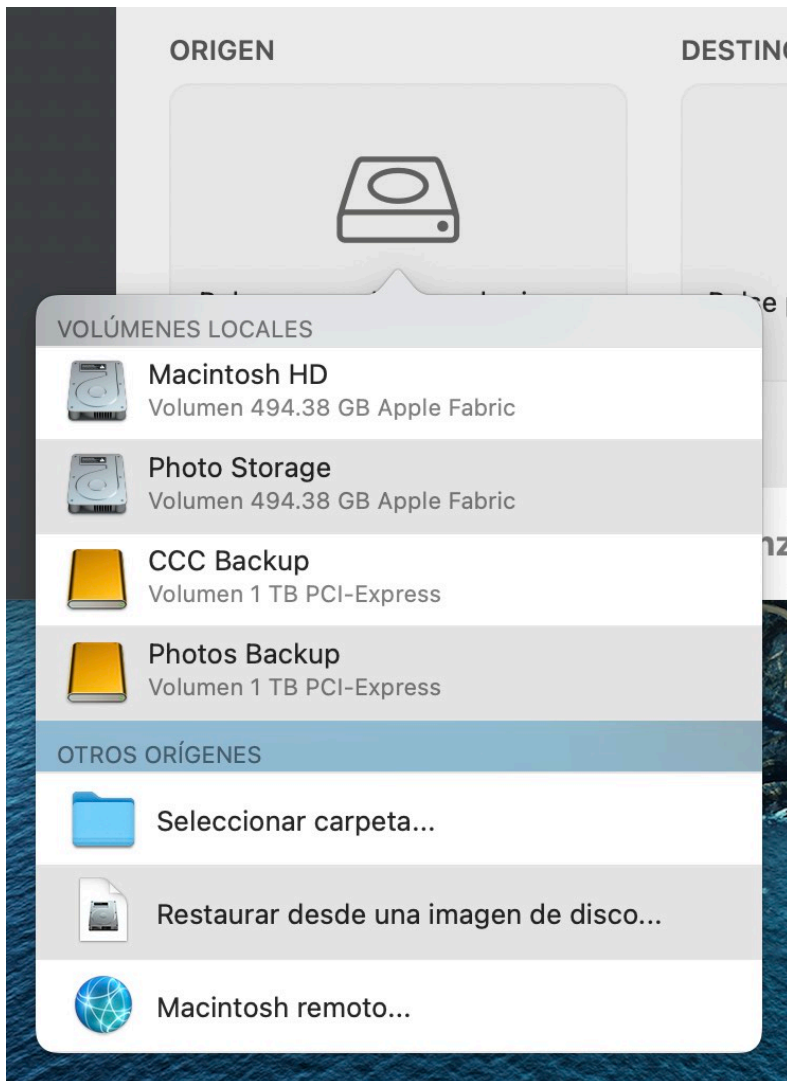 ORIGEN
VOLÚMENES LOCALES
Macintosh HD
Volumen 494.38 GB Apple Fabric
Photo Storage
Volumen 494.38 GB Apple Fabric
CCC Backup
Volumen 1 TB PCI-Express
Photos Backup
Volumen 1 TB PCI-Express
OTROS ORÍGENES
Seleccionar carpeta...
Restaurar desde una imagen de disco...
Macintosh remoto...